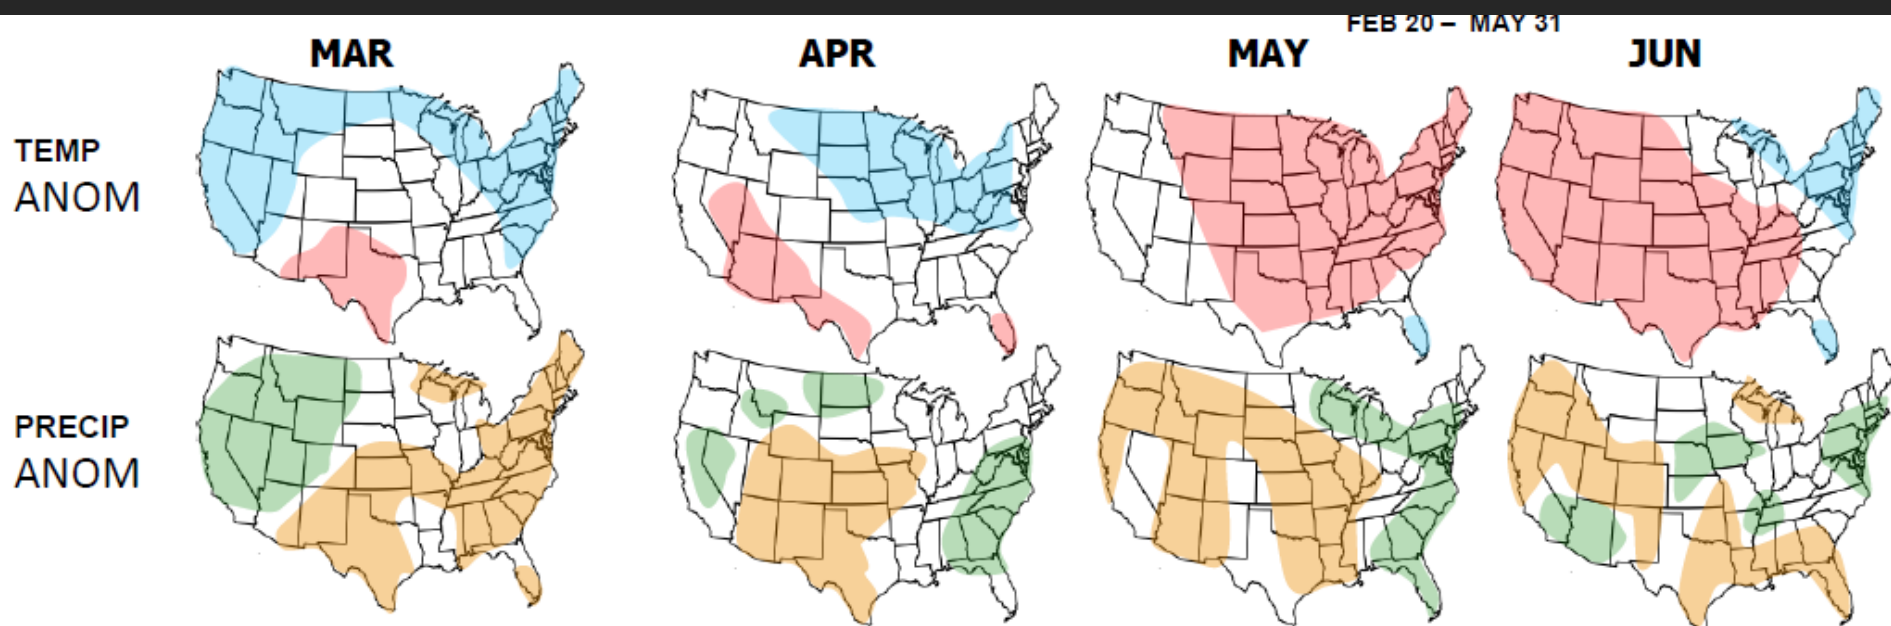 FEB 20 – MAY 31
MAR APR MAY JUN
TEMP
ANOM
PRECIP
ANOM